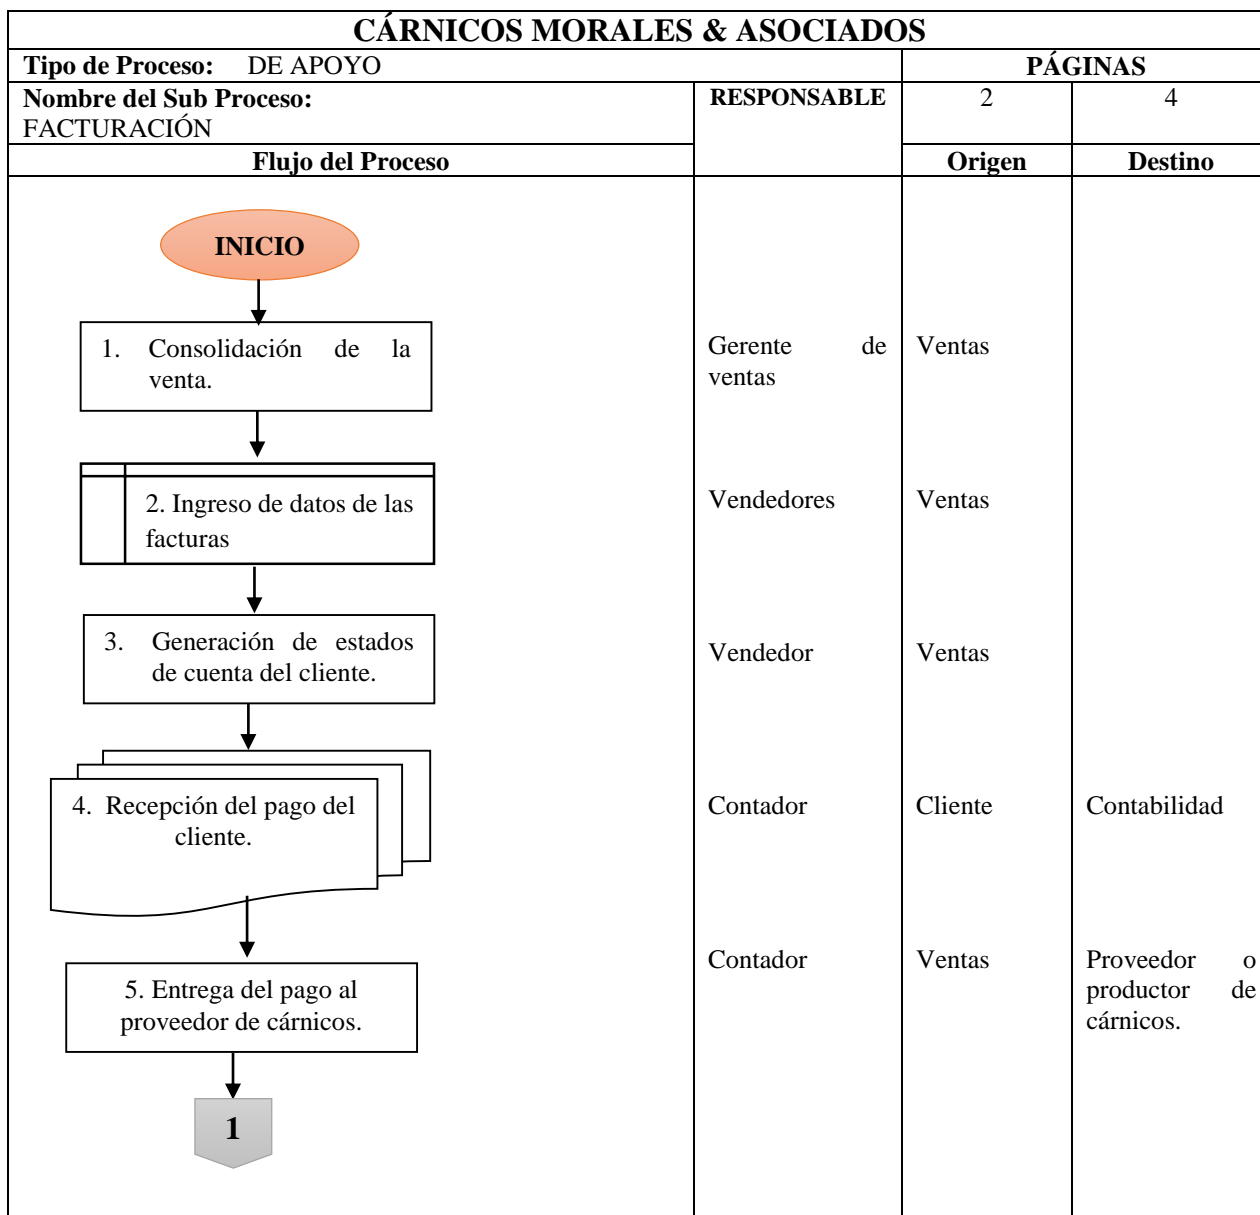 CÁRNICOS MORALES & ASOCIADOS
Tipo de Proceso: DE APOYO
PÁGINAS
Nombre del Sub Proceso:
FACTURACIÓN
RESPONSABLE
2
4
Flujo del Proceso
Origen
Destino
INICIO
1. Consolidación de la
venta.
Gerente de
ventas
Ventas
2. Ingreso de datos de las
facturas
Vendedores
Ventas
3. Generación de estados
de cuenta del cliente.
Vendedor
Ventas
4. Recepción del pago del
cliente.
Contador
Cliente
Contabilidad
5. Entrega del pago al
proveedor de cárnicos.
Contador
Ventas
Proveedor o
productor de
cárnicos.
1